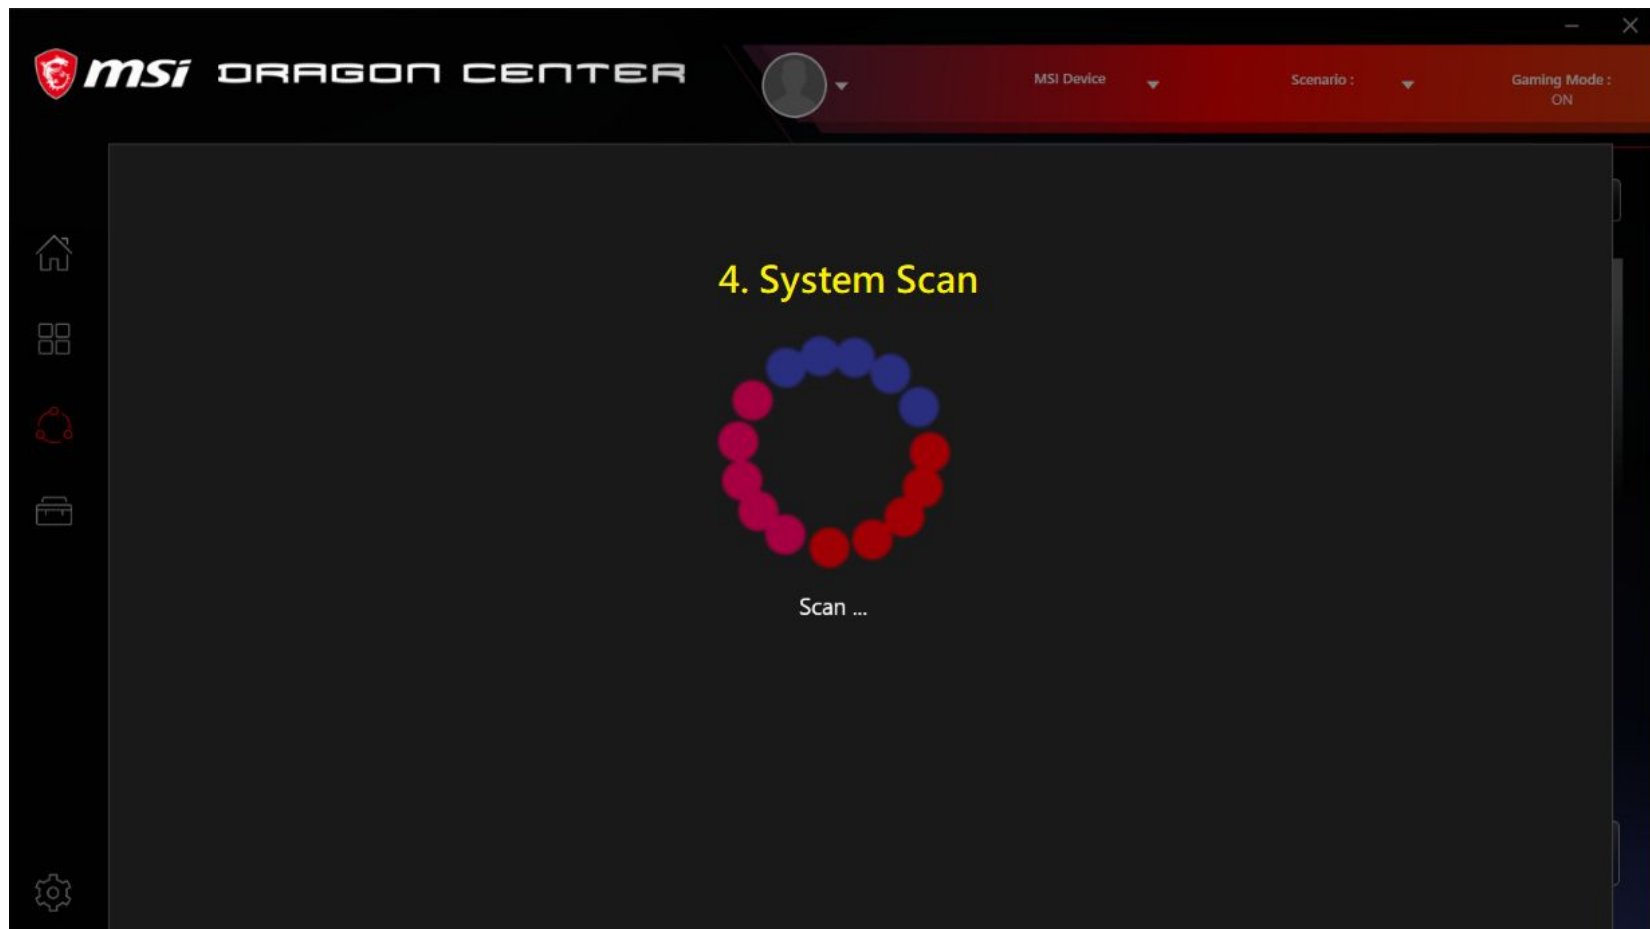 msi DRAGON CENTER
MSI Device
Scenario :
Gaming Mode :
ON
4. System Scan
Scan ...